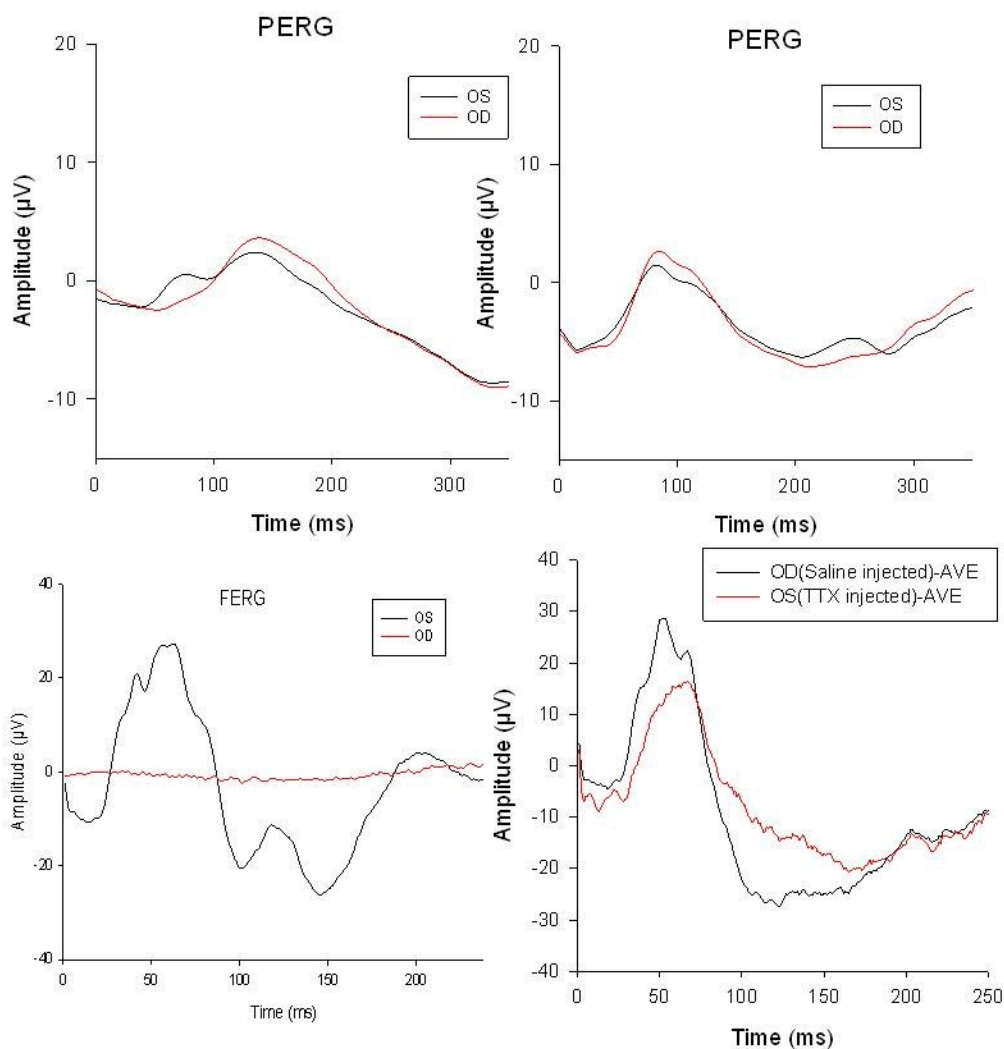 PERG
20
10
0
-10
Amplitude (µV)
OS
OD
0 100 200 300
Time (ms)
PERG
20
10
0
-10
Amplitude (µV)
OS
OD
0 100 200 300
Time (ms)
FERG
40
20
0
-20
-40
Amplitude (µV)
OS
OD
0 50 100 150 200
Time (ms)
40
30
20
10
0
-10
-20
-30
-40
Amplitude (µV)
OD(Saline injected)-AVE
OS(TTX injected)-AVE
0 50 100 150 200 250
Time (ms)